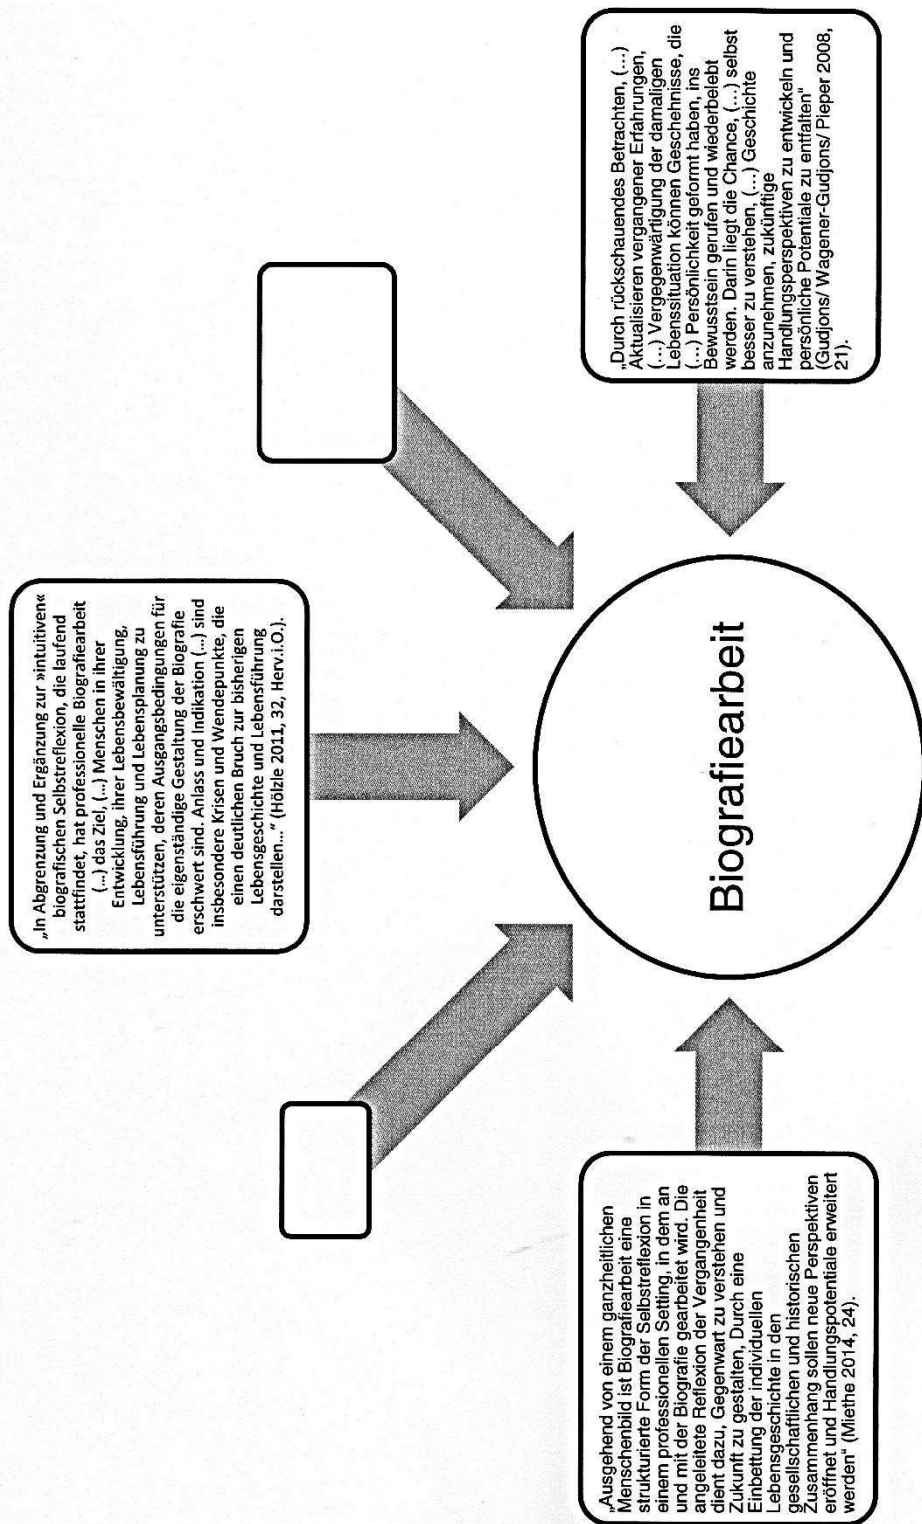 „Ausgehend von einem ganzheitlichen
Menschenbild ist Biografiearbeit eine
strukturierte Form der Selbstreflexion in
einem professionellen Setting, in dem an
und mit der Biografie gearbeitet wird. Die
angeleitete Reflexion der Vergangenheit
dient dazu, Gegenwart zu verstehen und
Zukunft zu gestalten, Durch eine
Einbettung der individuellen
Lebensgeschichte in den
gesellschaftlichen und historischen
Zusammenhang sollen neue Perspektiven
eröffnet und Handlungspotentiale erweitert
werden“ (Miethe 2014, 24).
„In Abgrenzung und Ergänzung zur »intuitiven«
biografischen Selbstreflexion, die laufend
stattfindet, hat professionelle Biografiearbeit
(...) das Ziel, (...) Menschen in ihrer
Entwicklung, ihrer Lebensbewältigung,
Lebensführung und Lebensplanung zu
unterstützen, deren Ausgangsbedingungen für
die eigenständige Gestaltung der Biografie
erschwert sind. Anlass und Indikation (...) sind
insbesondere Krisen und Wendepunkte, die
einen deutlichen Bruch zur bisherigen
Lebensgeschichte und Lebensführung
darstellen...“ (Hölzle 2011, 32, Herv.i.O.).
„Durch rückschauendes Betrachten, (...)
Aktualisieren vergangener Erfahrungen,
(...) Vergegenwärtigung der damaligen
Lebenssituation können Geschehnisse, die
(...) Persönlichkeit geformt haben, ins
Bewusstsein gerufen und wiederbelebt
werden. Darin liegt die Chance, (...) selbst
besser zu verstehen, (...) Geschichte
anzunehmen, zukünftige
Handlungsperspektiven zu entwickeln und
persönliche Potentiale zu entfalten“
(Gudjons/ Wagener-Gudjons/ Pieper 2008,
21).
Biografiearbeit